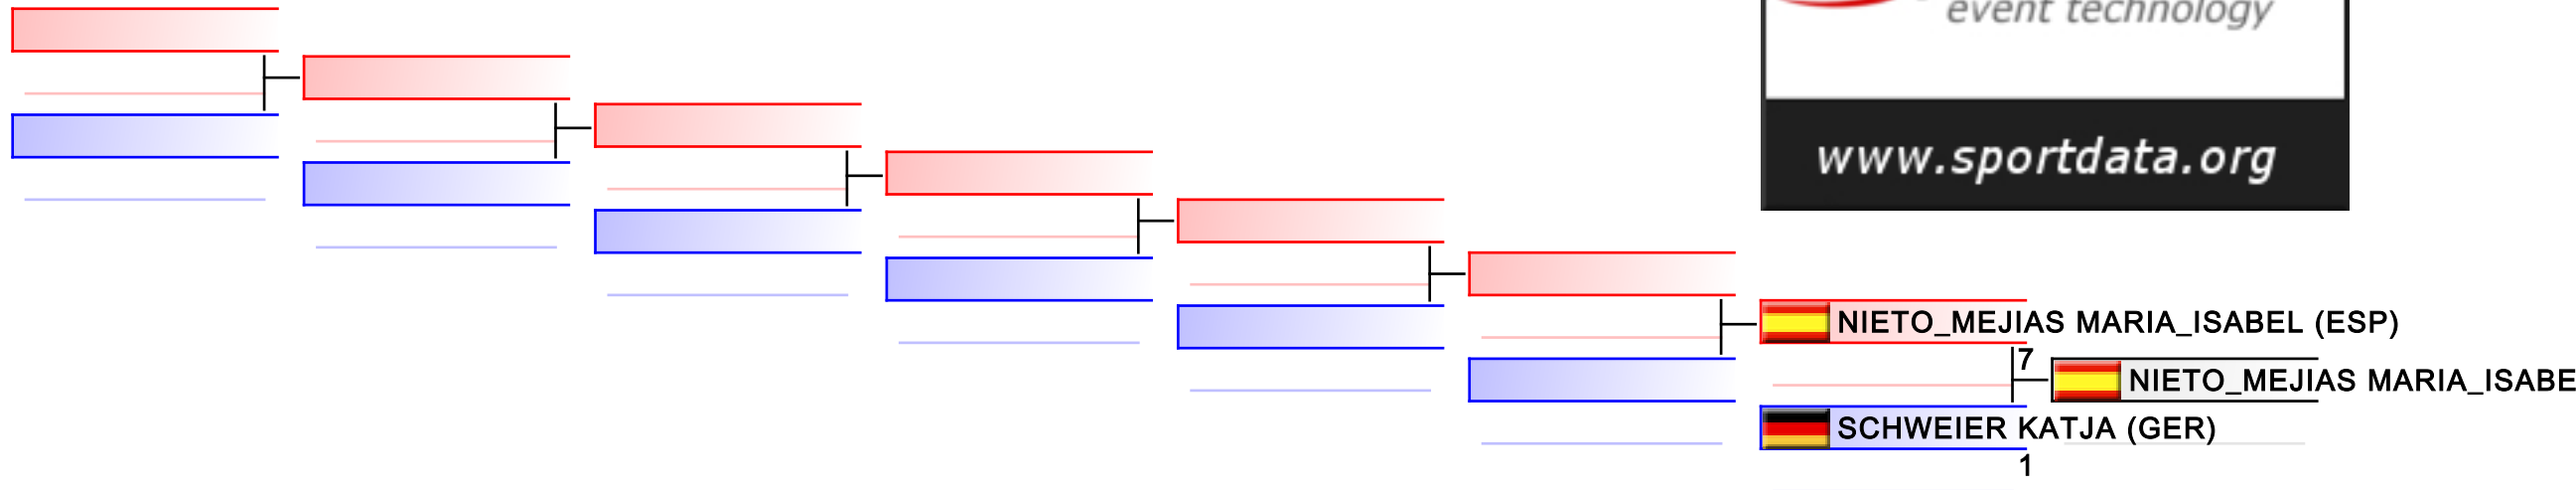 event technology
www.sportdata.org
NIETO_MEJIAS MARIA_ISABEL (ESP)
7
NIETO_MEJIAS MARIA_ISABE
SCHWEIER KATJA (GER)
1